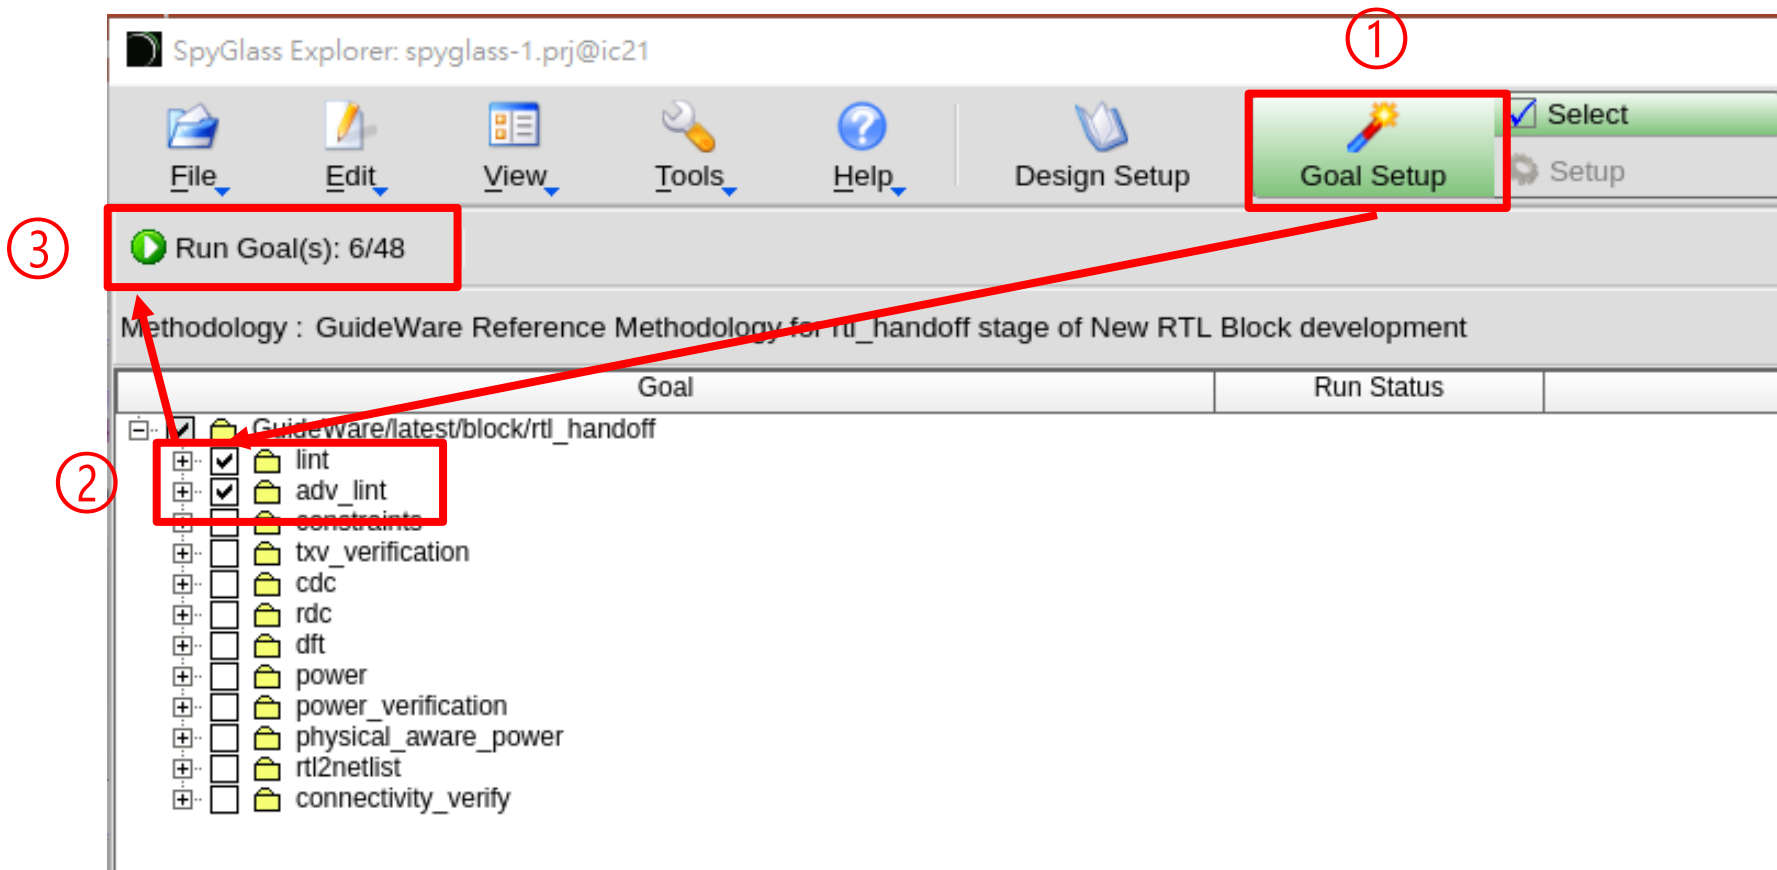 ①
SpyGlass Explorer: spyglass-1.prj@ic21
File Edit View Tools Help Design Setup Goal Setup Select
Setup
③ Run Goal(s): 6/48
Methodology : GuideWare Reference Methodology for rtl_handoff stage of New RTL Block development
Goal Run Status
GuideWare/latest/block/rtl_handoff
② lint
adv_lint
constraints
txv_verification
cdc
rdc
dft
power
power_verification
physical_aware_power
rtl2netlist
connectivity_verify